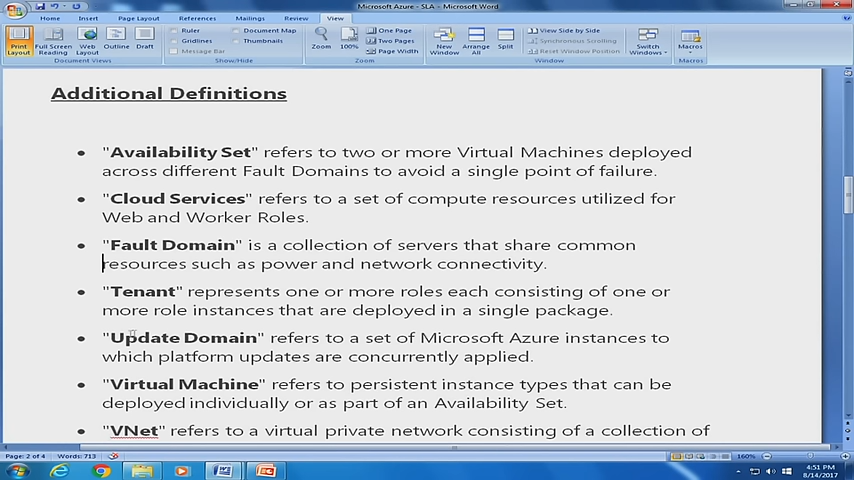 Microsoft Azure - SLA - Microsoft Word
Home Insert Page Layout References Mailings Review View
Print Layout Full Screen Reading Web Layout Outline Draft
Document Views
Ruler Gridlines Message Bar Document Map Thumbnails
Show/Hide
Zoom 100% One Page Two Pages Page Width
Zoom
New Window Arrange All Split View Side by Side Synchronous Scrolling Reset Window Position Switch Windows
Window
Macros
Macros
Additional Definitions
• "Availability Set" refers to two or more Virtual Machines deployed
across different Fault Domains to avoid a single point of failure.
• "Cloud Services" refers to a set of compute resources utilized for
Web and Worker Roles.
• "Fault Domain" is a collection of servers that share common
resources such as power and network connectivity.
• "Tenant" represents one or more roles each consisting of one or
more role instances that are deployed in a single package.
• "Update Domain" refers to a set of Microsoft Azure instances to
which platform updates are concurrently applied.
• "Virtual Machine" refers to persistent instance types that can be
deployed individually or as part of an Availability Set.
• "VNet" refers to a virtual private network consisting of a collection of
Page: 2 of 4 Words: 713 160%
4:51 PM
8/14/2017